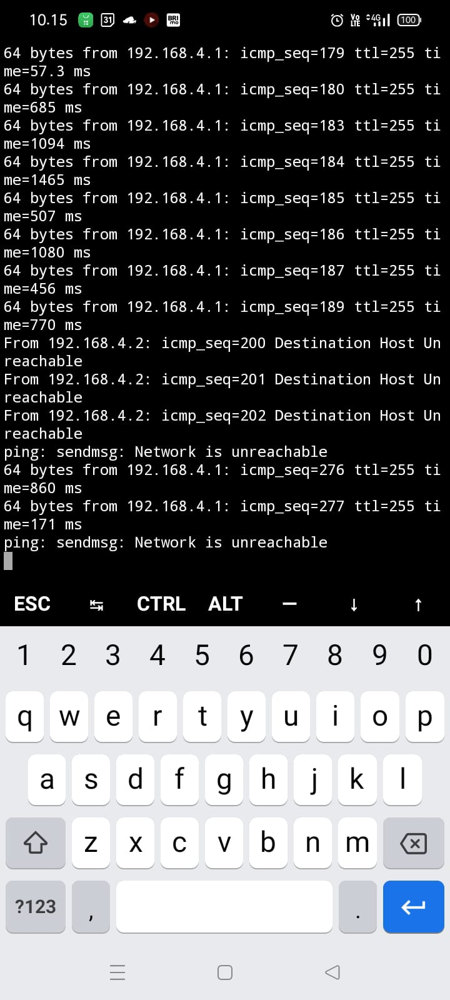 10.15 31 BRI mo Vo LTE 4G 100
64 bytes from 192.168.4.1: icmp_seq=179 ttl=255 ti
me=57.3 ms
64 bytes from 192.168.4.1: icmp_seq=180 ttl=255 ti
me=685 ms
64 bytes from 192.168.4.1: icmp_seq=183 ttl=255 ti
me=1094 ms
64 bytes from 192.168.4.1: icmp_seq=184 ttl=255 ti
me=1465 ms
64 bytes from 192.168.4.1: icmp_seq=185 ttl=255 ti
me=507 ms
64 bytes from 192.168.4.1: icmp_seq=186 ttl=255 ti
me=1080 ms
64 bytes from 192.168.4.1: icmp_seq=187 ttl=255 ti
me=456 ms
64 bytes from 192.168.4.1: icmp_seq=189 ttl=255 ti
me=770 ms
From 192.168.4.2: icmp_seq=200 Destination Host Un
reachable
From 192.168.4.2: icmp_seq=201 Destination Host Un
reachable
From 192.168.4.2: icmp_seq=202 Destination Host Un
reachable
ping: sendmsg: Network is unreachable
64 bytes from 192.168.4.1: icmp_seq=276 ttl=255 ti
me=860 ms
64 bytes from 192.168.4.1: icmp_seq=277 ttl=255 ti
me=171 ms
ping: sendmsg: Network is unreachable
ESC ↹ CTRL ALT — ↓ ↑
1 2 3 4 5 6 7 8 9 0
q w e r t y u i o p
a s d f g h j k l
z x c v b n m
?123 , .